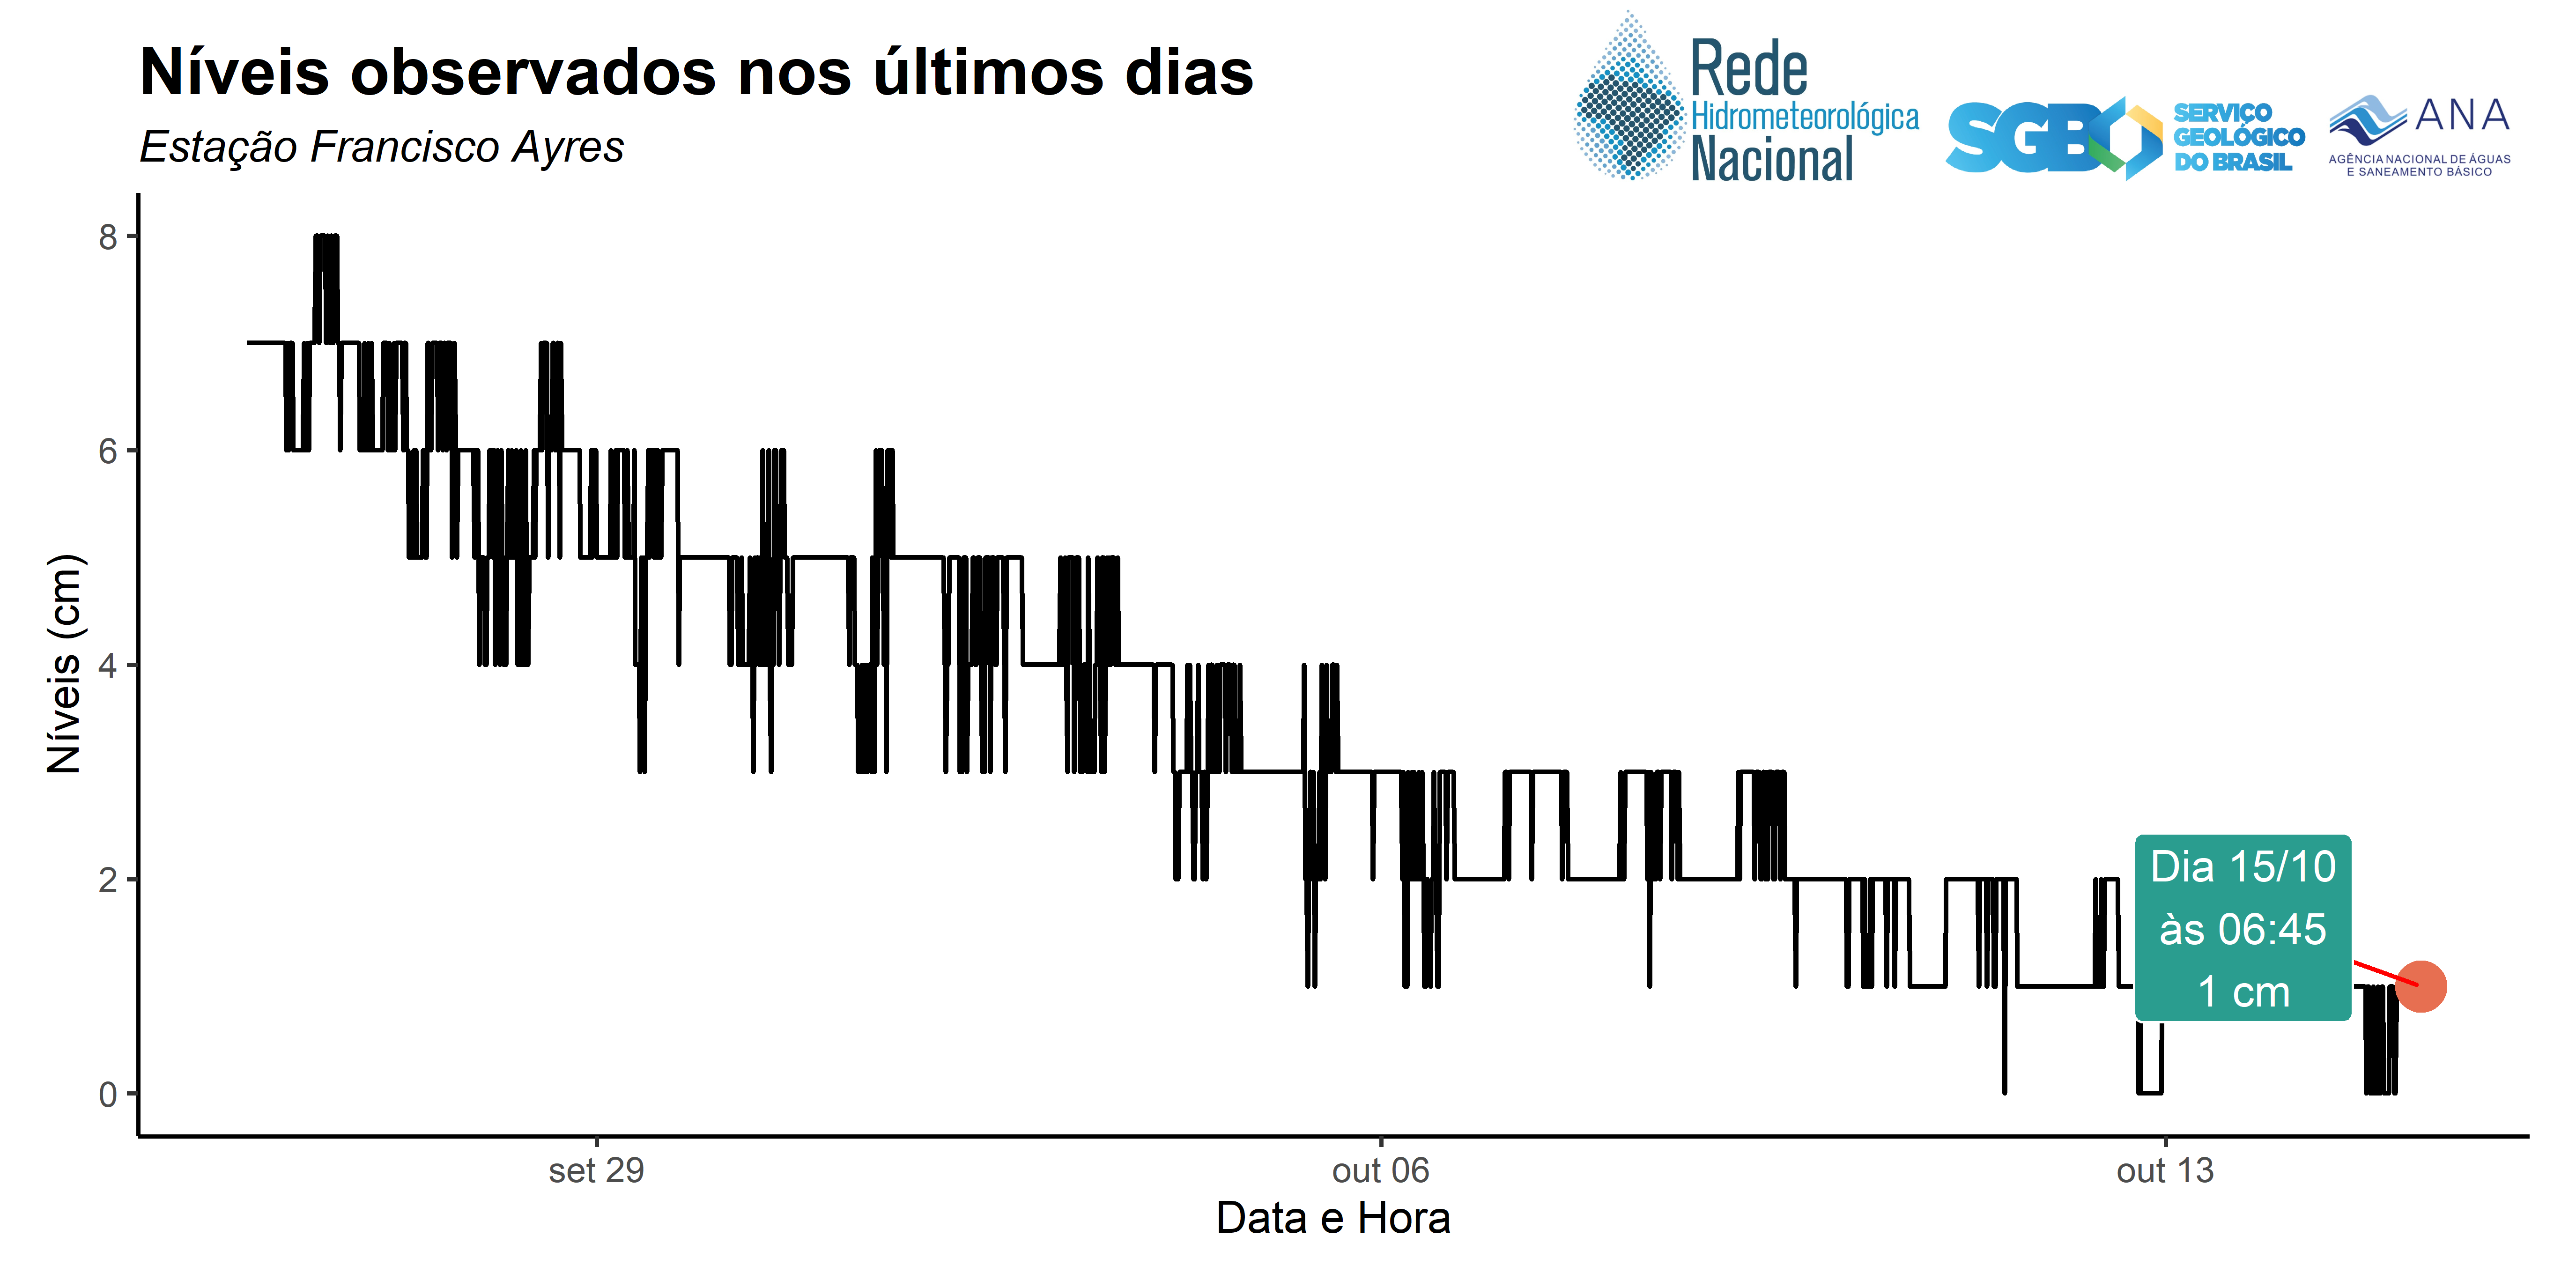 Níveis observados nos últimos dias
Estação Francisco Ayres
Rede
Hidrometeorológica
Nacional
SGB
SERVIÇO
GEOLÓGICO
DO BRASIL
ANA
AGÊNCIA NACIONAL DE ÁGUAS
E SANEAMENTO BÁSICO
Níveis (cm)
8
6
4
2
0
Dia 15/10
às 06:45
1 cm
set 29
out 06
out 13
Data e Hora